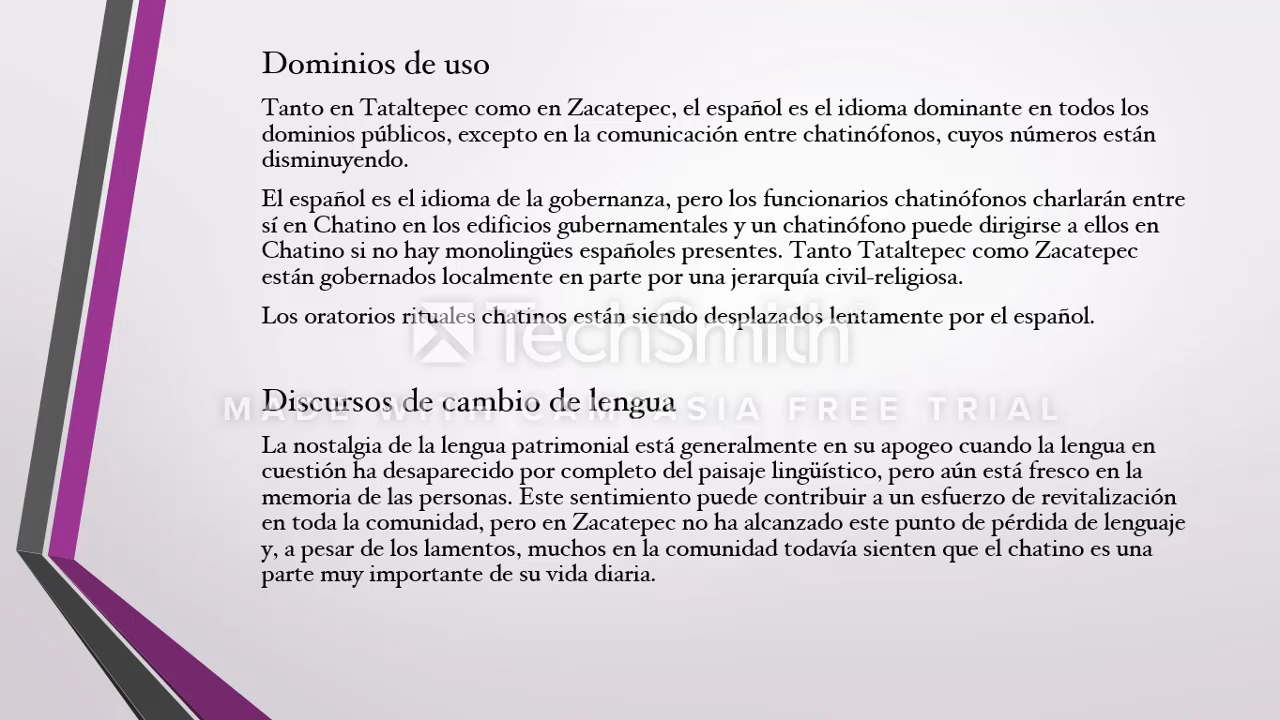 Dominios de uso
Tanto en Tataltepec como en Zacatepec, el español es el idioma dominante en todos los
dominios públicos, excepto en la comunicación entre chatinófonos, cuyos números están
disminuyendo.
El español es el idioma de la gobernanza, pero los funcionarios chatinófonos charlarán entre
sí en Chatino en los edificios gubernamentales y un chatinófono puede dirigirse a ellos en
Chatino si no hay monolingües españoles presentes. Tanto Tataltepec como Zacatepec
están gobernados localmente en parte por una jerarquía civil-religiosa.
Los oratorios rituales chatinos están siendo desplazados lentamente por el español.
TechSmith®
Discursos de cambio de lengua
MADE WITH CAMTASIA FREE TRIAL
La nostalgia de la lengua patrimonial está generalmente en su apogeo cuando la lengua en
cuestión ha desaparecido por completo del paisaje lingüístico, pero aún está fresco en la
memoria de las personas. Este sentimiento puede contribuir a un esfuerzo de revitalización
en toda la comunidad, pero en Zacatepec no ha alcanzado este punto de pérdida de lenguaje
y, a pesar de los lamentos, muchos en la comunidad todavía sienten que el chatino es una
parte muy importante de su vida diaria.